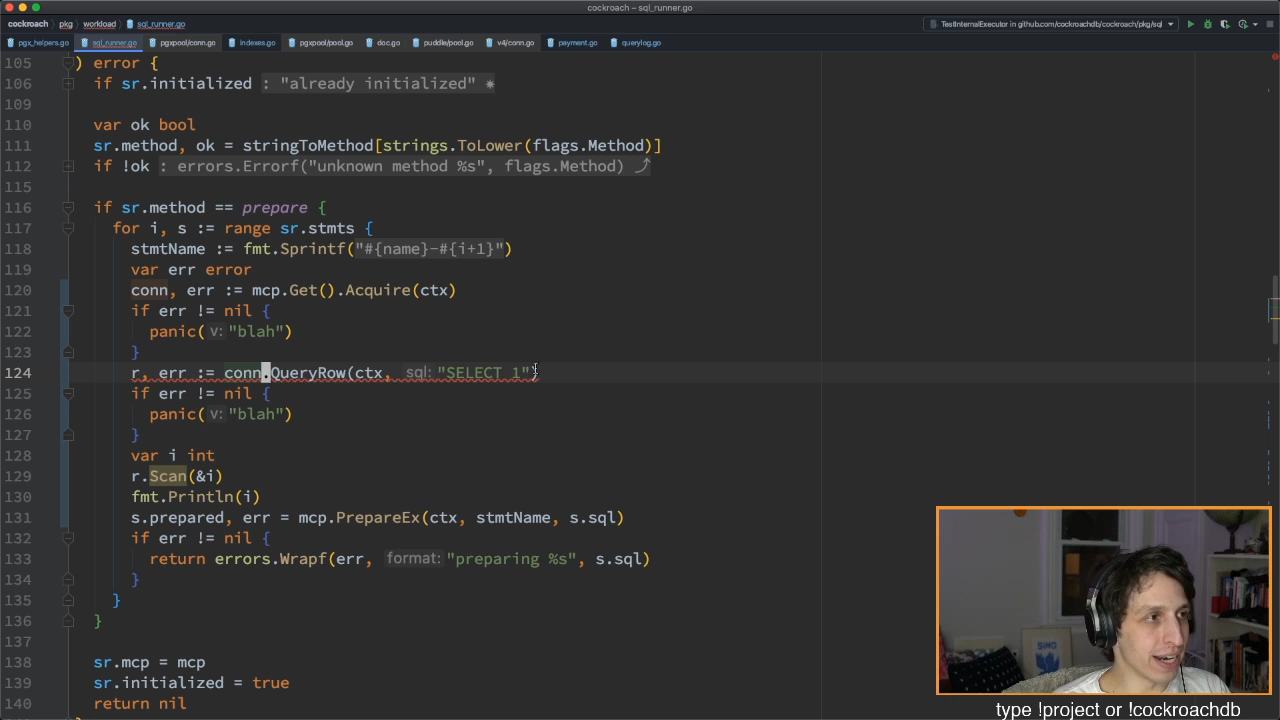 cockroach – sql_runner.go
cockroach › pkg › workload › sql_runner.go
TestInternalExecutor in github.com/cockroachdb/cockroach/pkg/sql
pgx_helpers.go sql_runner.go pgxpool/conn.go indexes.go pgxpool/pool.go doc.go puddle/pool.go v4/conn.go payment.go querylog.go
105 ) error {
106 if sr.initialized : "already initialized" ✷
109
110 var ok bool
111 sr.method, ok = stringToMethod[strings.ToLower(flags.Method)]
112 if !ok : errors.Errorf("unknown method %s", flags.Method) ⤴
115
116 if sr.method == prepare {
117 for i, s := range sr.stmts {
118 stmtName := fmt.Sprintf("#{name}-#{i+1}")
119 var err error
120 conn, err := mcp.Get().Acquire(ctx)
121 if err != nil {
122 panic( v: "blah")
123 }
124 r, err := conn.QueryRow(ctx, sql: "SELECT 1")
125 if err != nil {
126 panic( v: "blah")
127 }
128 var i int
129 r.Scan(&i)
130 fmt.Println(i)
131 s.prepared, err = mcp.PrepareEx(ctx, stmtName, s.sql)
132 if err != nil {
133 return errors.Wrapf(err, format: "preparing %s", s.sql)
134 }
135 }
136 }
137
138 sr.mcp = mcp
139 sr.initialized = true
140 return nil
SING
type !project or !cockroachdb